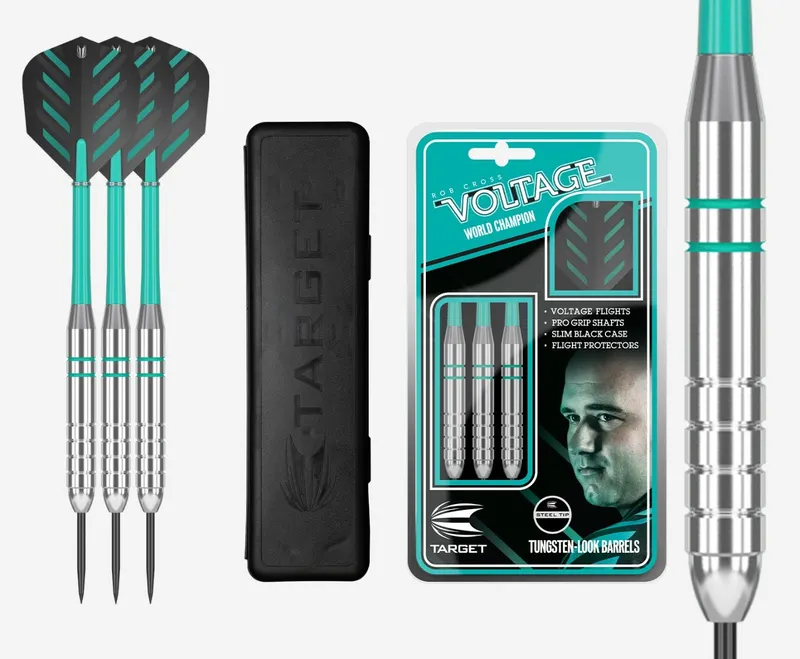 TARGET
ROB CROSS
VOLTAGE
WORLD CHAMPION
• VOLTAGE FLIGHTS
• PRO GRIP SHAFTS
• SLIM BLACK CASE
• FLIGHT PROTECTORS
STEEL TIP
TARGET
TUNGSTEN-LOOK BARRELS